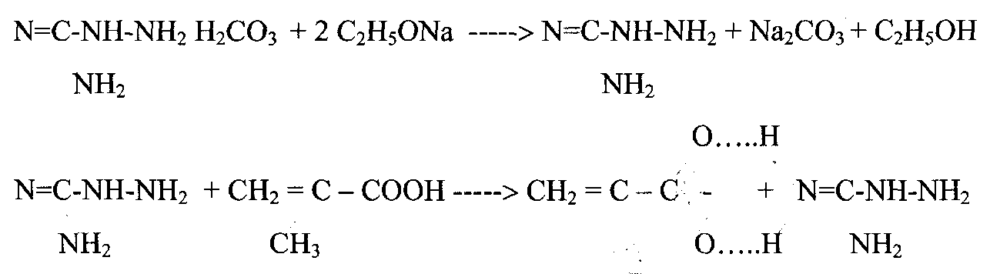 N=C-NH-NH₂ H₂CO₃ + 2 C₂H₅ONa -----> N=C-NH-NH₂ + Na₂CO₃ + C₂H₅OH
NH₂ NH₂
O.....H
N=C-NH-NH₂ + CH₂ = C – COOH -----> CH₂ = C – C - + N=C-NH-NH₂
NH₂ CH₃ O.....H NH₂